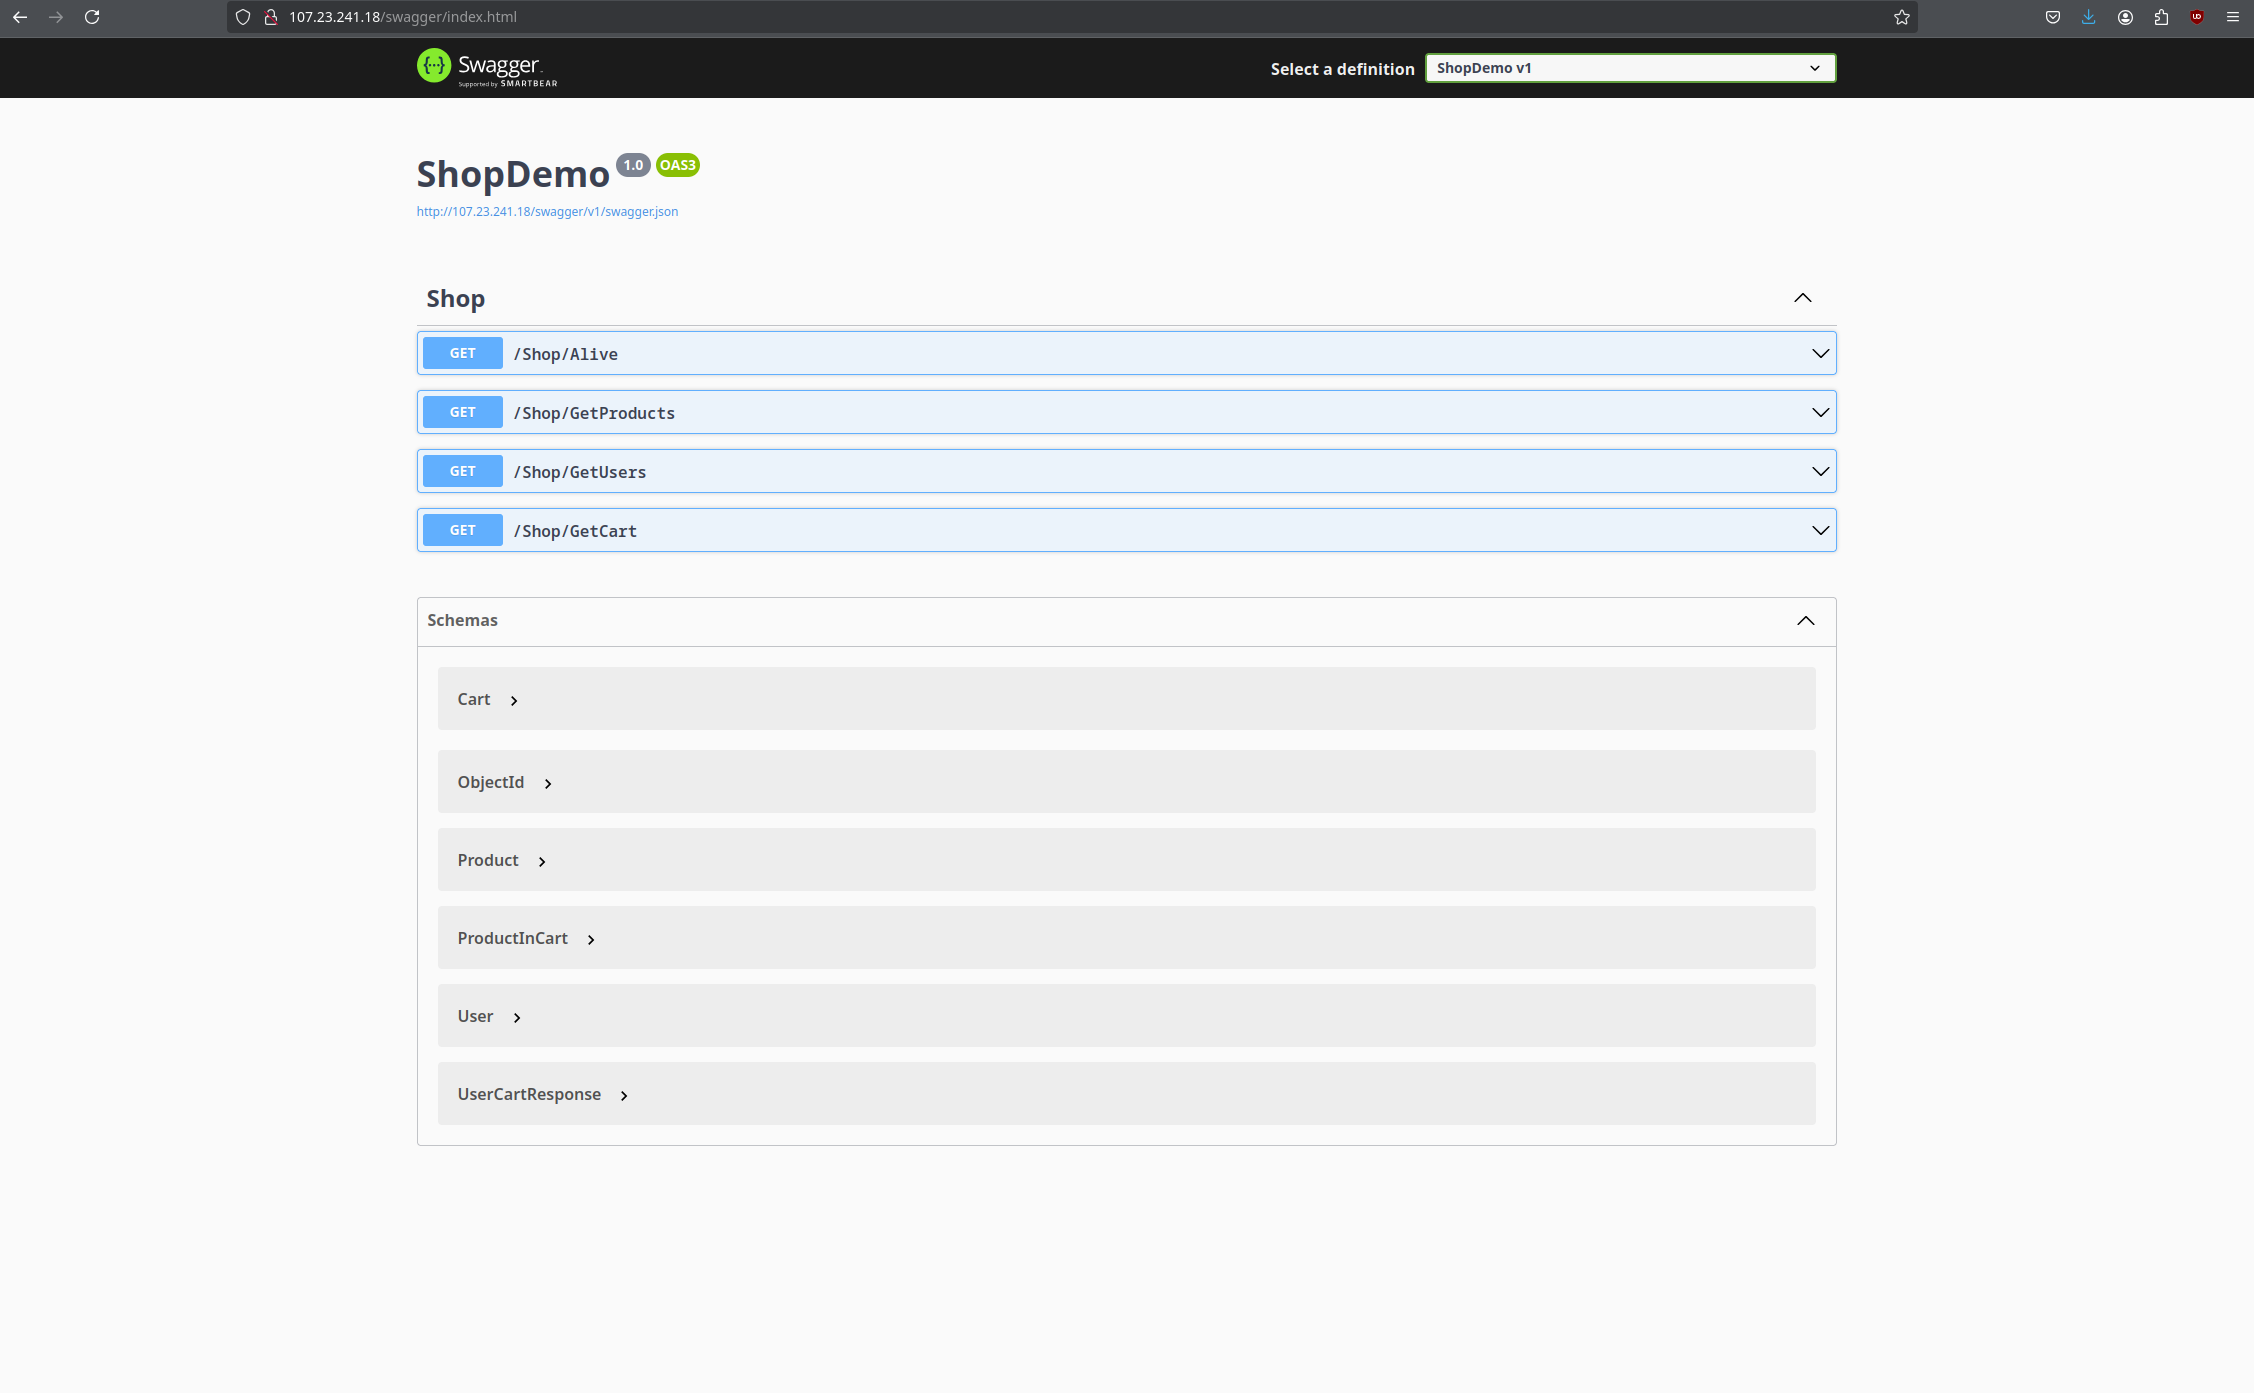 107.23.241.18/swagger/index.html
Swagger
Supported by SMARTBEAR
Select a definition
ShopDemo v1
ShopDemo 1.0 OAS3
http://107.23.241.18/swagger/v1/swagger.json
Shop
GET /Shop/Alive
GET /Shop/GetProducts
GET /Shop/GetUsers
GET /Shop/GetCart
Schemas
Cart
ObjectId
Product
ProductInCart
User
UserCartResponse